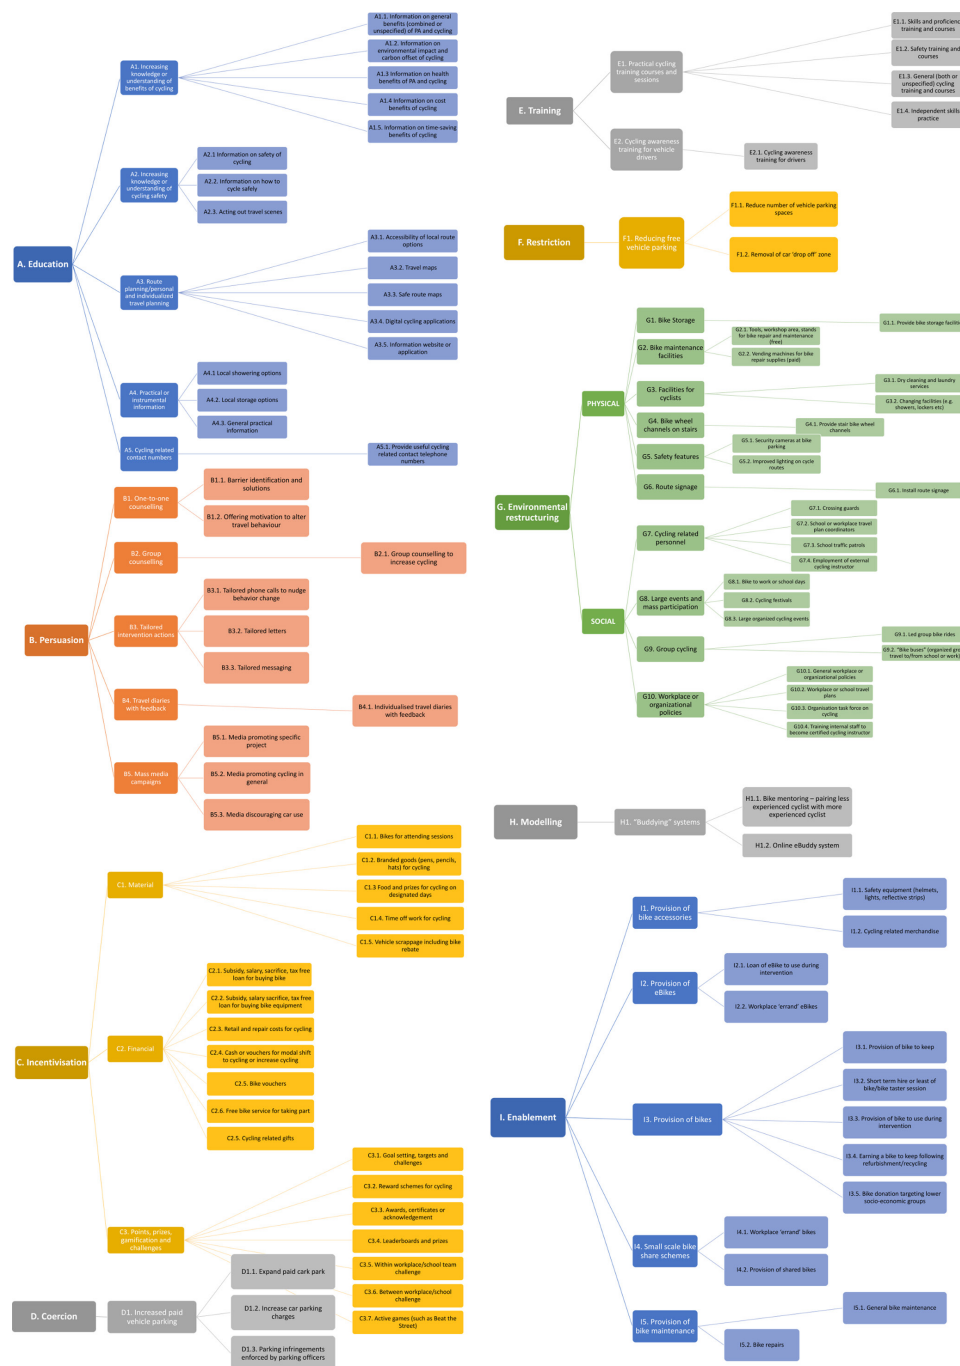 A. Education
A1. Increasing
knowledge or
understanding of
benefits of cycling
A1.1. Information on general
benefits (combined or
unspecified) of PA and cycling
A1.2. Information on
environmental impact and
carbon offset of cycling
A1.3 Information on health
benefits of PA and cycling
A1.4 Information on cost
benefits of cycling
A1.5. Information on time-saving
benefits of cycling
A2. Increasing
knowledge or
understanding of
cycling safety
A2.1 Information on safety of
cycling
A2.2. Information on how to
cycle safely
A2.3. Acting out travel scenes
A3. Route
planning/personal
and individualized
travel planning
A3.1. Accessibility of local route
options
A3.2. Travel maps
A3.3. Safe route maps
A3.4. Digital cycling applications
A3.5. Information website or
application
A4. Practical or
instrumental
information
A4.1 Local showering options
A4.2. Local storage options
A4.3. General practical
information
A5. Cycling related
contact numbers
A5.1. Provide useful cycling
related contact telephone
numbers
B. Persuasion
B1. One-to-one
counselling
B1.1. Barrier identification and
solutions
B1.2. Offering motivation to alter
travel behaviour
B2. Group
counselling
B2.1. Group counselling to
increase cycling
B3. Tailored
intervention actions
B3.1. Tailored phone calls to nudge
behavior change
B3.2. Tailored letters
B3.3. Tailored messaging
B4. Travel diaries
with feedback
B4.1. Individualised travel diaries
with feedback
B5. Mass media
campaigns
B5.1. Media promoting specific
project
B5.2. Media promoting cycling in
general
B5.3. Media discouraging car use
C. Incentivisation
C1. Material
C1.1. Bikes for attending sessions
C1.2. Branded goods (pens, pencils,
hats) for cycling
C1.3 Food and prizes for cycling on
designated days
C1.4. Time off work for cycling
C1.5. Vehicle scrappage including bike
rebate
C2. Financial
C2.1. Subsidy, salary, sacrifice, tax free
loan for buying bike
C2.2. Subsidy, salary sacrifice, tax free
loan for buying bike equipment
C2.3. Retail and repair costs for cycling
C2.4. Cash or vouchers for modal shift
to cycling or increase cycling
C2.5. Bike vouchers
C2.6. Free bike service for taking part
C2.5. Cycling related gifts
C3. Points, prizes,
gamification and
challenges
C3.1. Goal setting, targets and
challenges
C3.2. Reward schemes for cycling
C3.3. Awards, certificates or
acknowledgement
C3.4. Leaderboards and prizes
C3.5. Within workplace/school team
challenge
C3.6. Between workplace/school
challenge
C3.7. Active games (such as Beat the
Street)
D. Coercion
D1. Increased paid
vehicle parking
D1.1. Expand paid cark park
D1.2. Increase car parking
charges
D1.3. Parking infringements
enforced by parking officers
E. Training
E1. Practical cycling
training courses and
sessions
E1.1. Skills and proficien
training and courses
E1.2. Safety training and
courses
E1.3. General (both or
unspecified) cycling
training and courses
E1.4. Independent skills
practice
E2. Cycling awareness
training for vehicle
drivers
E2.1. Cycling awareness
training for drivers
F. Restriction
F1. Reducing free
vehicle parking
F1.1. Reduce number of vehicle parking
spaces
F1.2. Removal of car 'drop off' zone
G. Environmental
restructuring
PHYSICAL
G1. Bike Storage
G1.1. Provide bike storage faciliti
G2. Bike maintenance
facilities
G2.1. Tools, workshop area, stands
for bike repair and maintenance
(free)
G2.2. Vending machines for bike
repair supplies (paid)
G3. Facilities for
cyclists
G3.1. Dry cleaning and laundry
services
G3.2. Changing facilities (e.g.
showers, lockers etc)
G4. Bike wheel
channels on stairs
G4.1. Provide stair bike wheel
channels
G5. Safety features
G5.1. Security cameras at bike
parking
G5.2. Improved lighting on cycle
routes
G6. Route signage
G6.1. Install route signage
SOCIAL
G7. Cycling related
personnel
G7.1. Crossing guards
G7.2. School or workplace travel
plan coordinators
G7.3. School traffic patrols
G7.4. Employment of external
cycling instructor
G8. Large events and
mass participation
G8.1. Bike to work or school days
G8.2. Cycling festivals
G8.3. Large organized cycling events
G9. Group cycling
G9.1. Led group bike rides
G9.2. "Bike buses" (organized gro
travel to/from school or work)
G10. Workplace or
organizational
policies
G10.1. General workplace or
organizational policies
G10.2. Workplace or school travel
plans
G10.3. Organisation task force on
cycling
G10.4. Training internal staff to
become certified cycling instructor
H. Modelling
H1. "Buddying" systems
H1.1. Bike mentoring – pairing less
experienced cyclist with more
experienced cyclist
H1.2. Online eBuddy system
I. Enablement
I1. Provision of
bike accessories
I1.1. Safety equipment (helmets,
lights, reflective strips)
I1.2. Cycling related merchandise
I2. Provision of
eBikes
I2.1. Loan of eBike to use during
intervention
I2.2. Workplace 'errand' eBikes
I3. Provision of bikes
I3.1. Provision of bike to keep
I3.2. Short term hire or least of
bike/bike taster session
I3.3. Provision of bike to use during
intervention
I3.4. Earning a bike to keep following
refurbishment/recycling
I3.5. Bike donation targeting lower
socio-economic groups
I4. Small scale bike
share schemes
I4.1. Workplace 'errand' bikes
I4.2. Provision of shared bikes
I5. Provision of
bike maintenance
I5.1. General bike maintenance
I5.2. Bike repairs